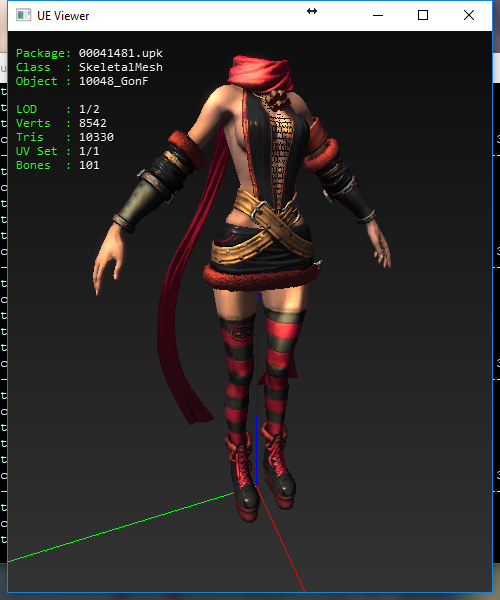 UE Viewer
Package: 00041481.upk
Class : SkeletalMesh
Object : 10048_GonF
LOD : 1/2
Verts : 8542
Tris : 10330
UV Set : 1/1
Bones : 101